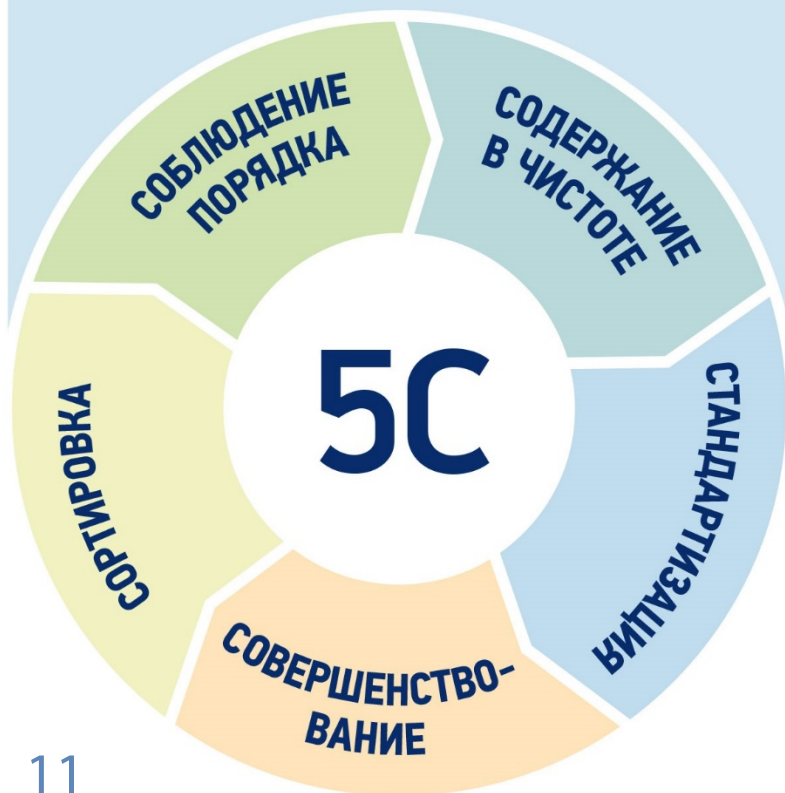 СОБЛЮДЕНИЕ
ПОРЯДКА
СОДЕРЖАНИЕ
В ЧИСТОТЕ
СТАНДАРТИЗАЦИЯ
СОВЕРШЕНСТВО-
ВАНИЕ
СОРТИРОВКА
5С
11